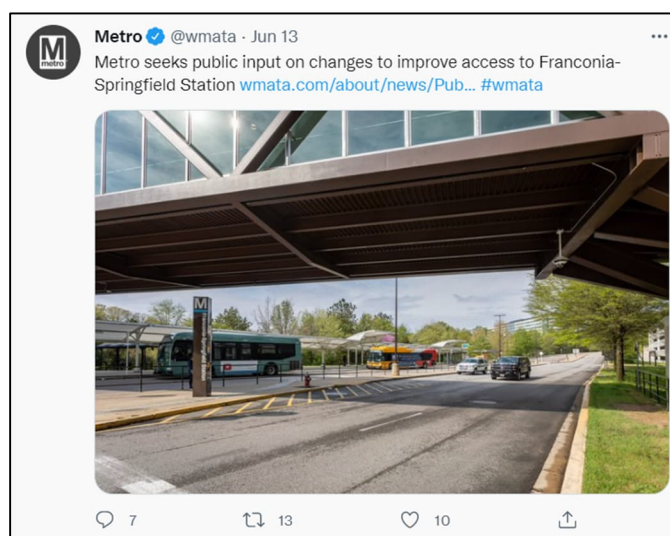 M
metro
Metro @wmata · Jun 13
Metro seeks public input on changes to improve access to Franconia-
Springfield Station wmata.com/about/news/Pub... #wmata
M
7 13 10